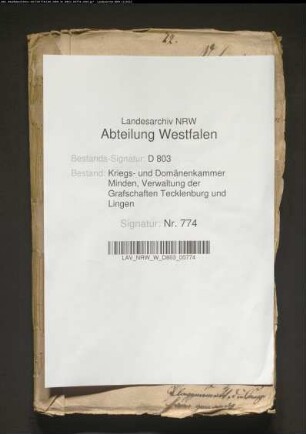 22.
Landesarchiv NRW
Abteilung Westfalen
Bestands-Signatur: D 803
Bestand: Kriegs- und Domänenkammer
Minden, Verwaltung der
Grafschaften Tecklenburg und
Lingen
Signatur: Nr. 774
LAV_NRW_W_D803_00774